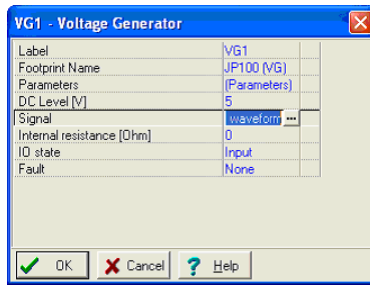 VG1 - Voltage Generator
Label VG1
Footprint Name JP100 (VG)
Parameters (Parameters)
DC Level [V] 5
Signal waveform ...
Internal resistance [Ohm] 0
IO state Input
Fault None
OK Cancel ? Help